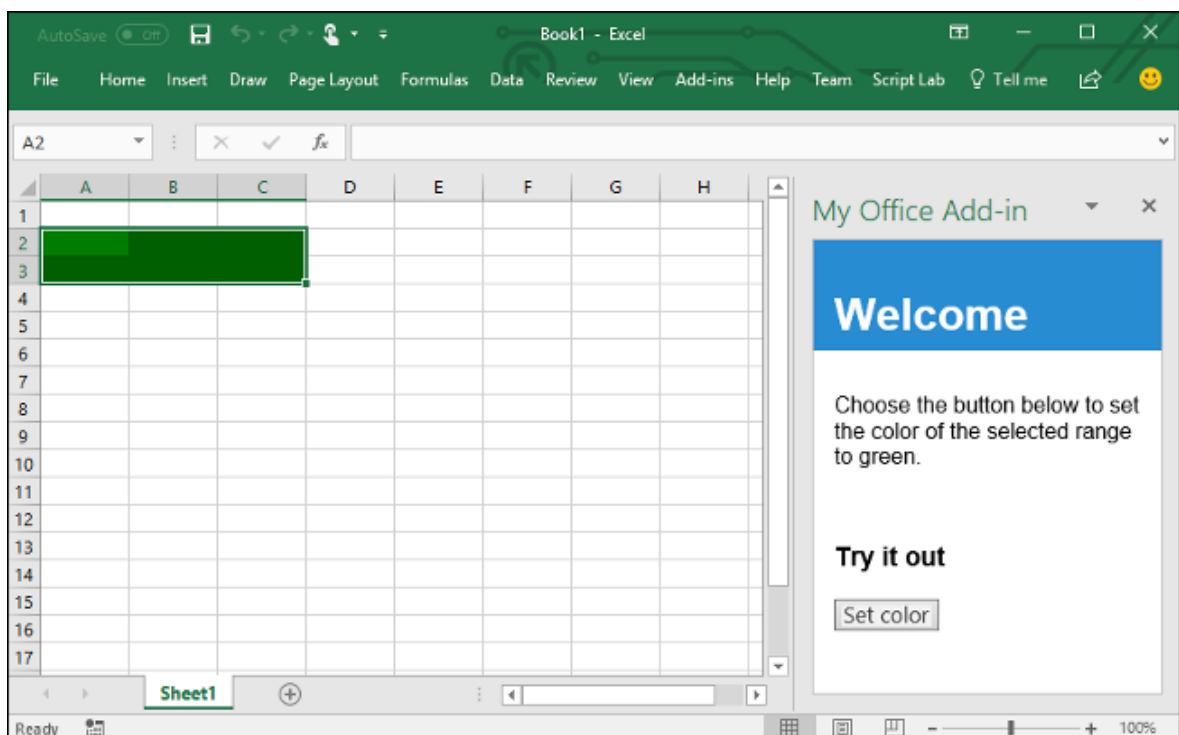 AutoSave Off Book1 - Excel
File Home Insert Draw Page Layout Formulas Data Review View Add-ins Help Team Script Lab Tell me
A2 fx
A B C D E F G H
1
2
3
4
5
6
7
8
9
10
11
12
13
14
15
16
17
My Office Add-in
Welcome
Choose the button below to set
the color of the selected range
to green.
Try it out
Set color
Sheet1
Ready 100%